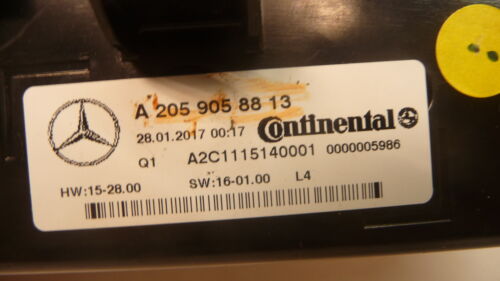 A 205 905 88 13
28.01.2017 00:17 Continental
Q1 A2C1115140001 0000005986
HW:15-28.00 SW:16-01.00 L4